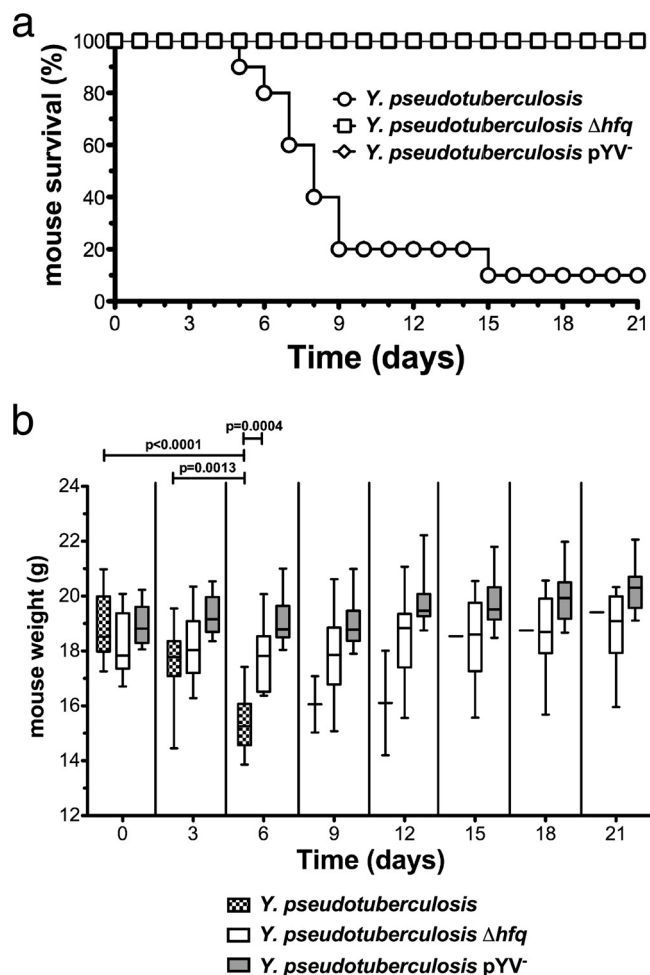 a
mouse survival (%)
100
80
60
40
20
0
Y. pseudotuberculosis
Y. pseudotuberculosis Δhfq
Y. pseudotuberculosis pYV-
0 3 6 9 12 15 18 21
Time (days)
b
p=0.0004
p<0.0001
p=0.0013
mouse weight (g)
24
22
20
18
16
14
12
0 3 6 9 12 15 18 21
Time (days)
Y. pseudotuberculosis
Y. pseudotuberculosis Δhfq
Y. pseudotuberculosis pYV-